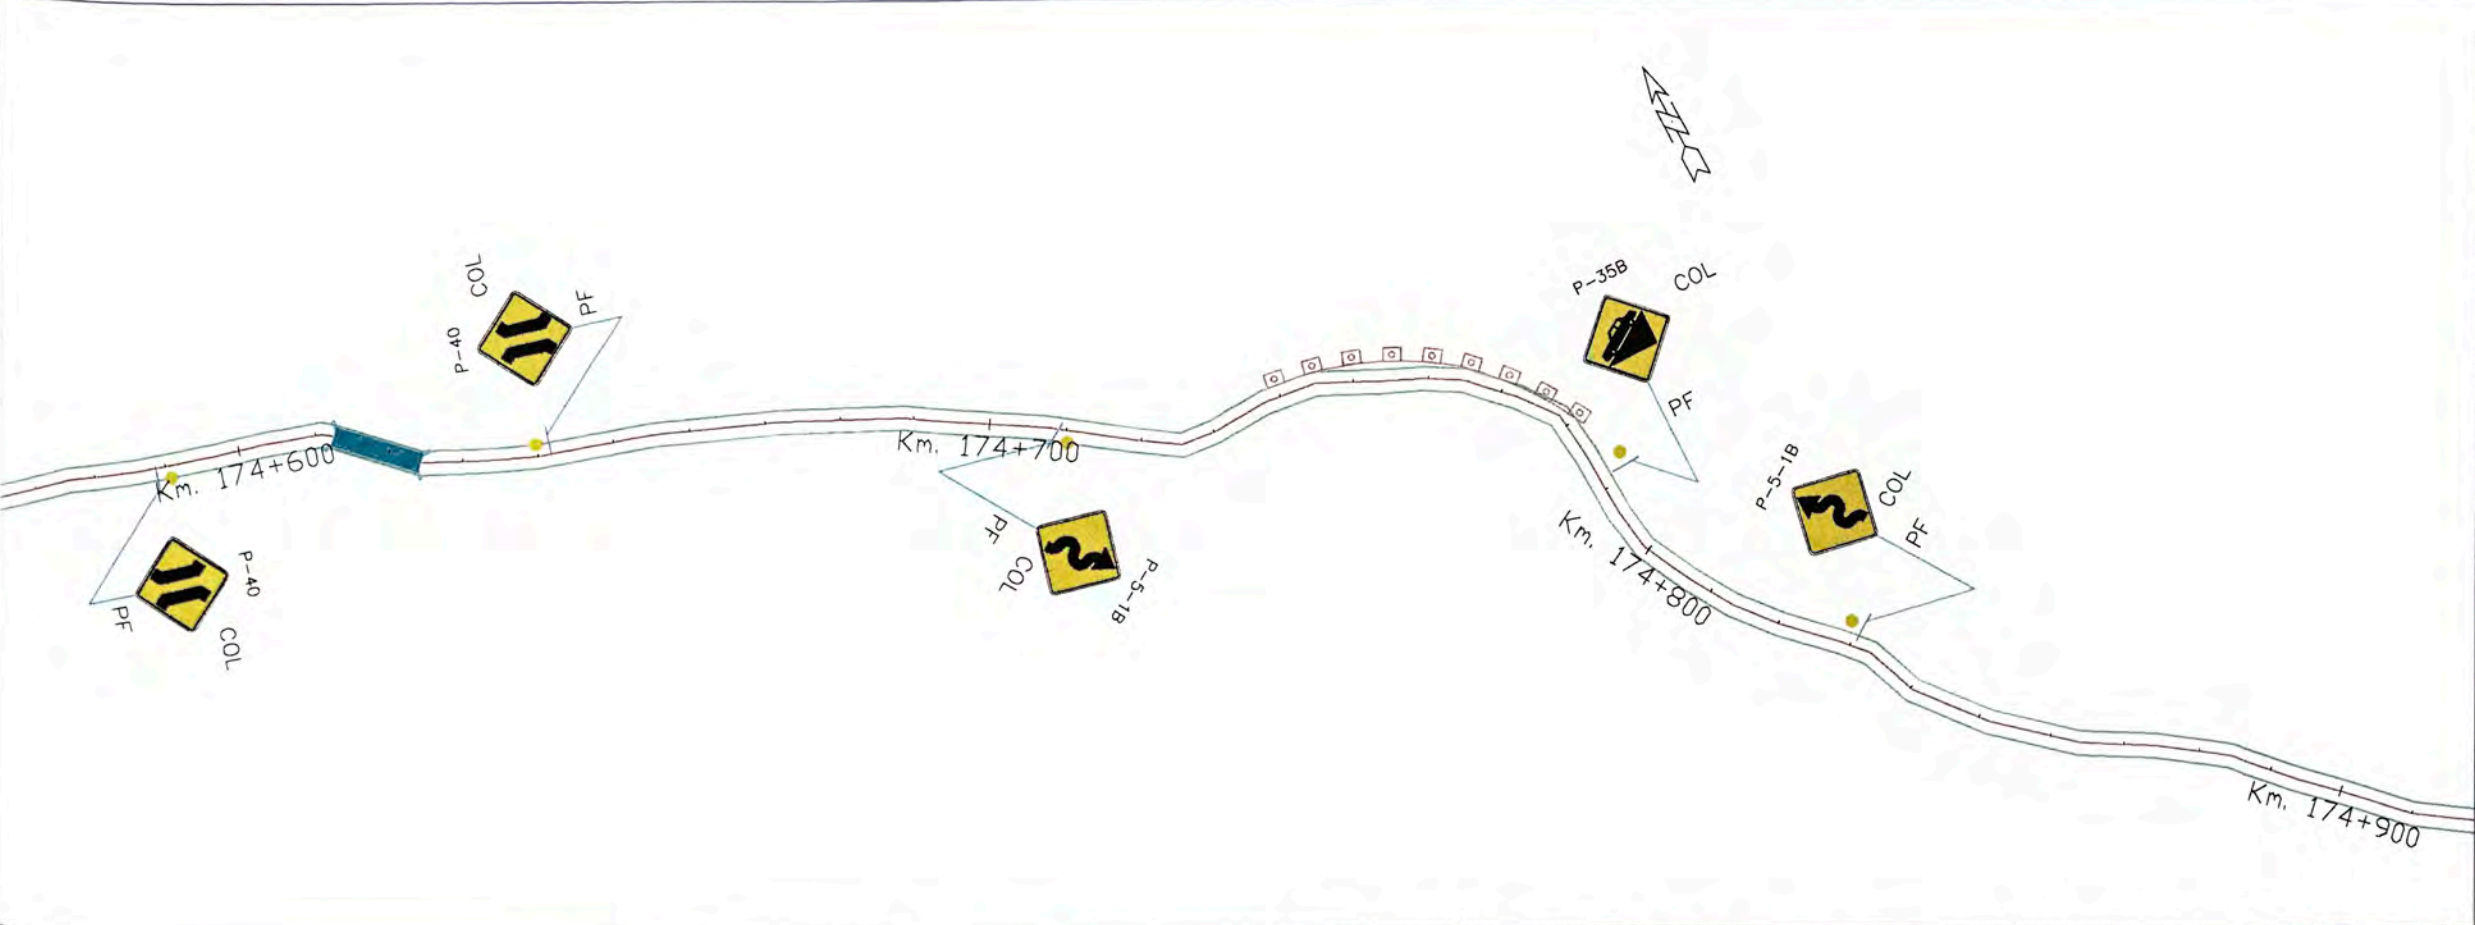 COL
P-40
PF
Km. 174+600
PF
P-40
COL
Km. 174+700
PF
COL
P-5-1B
P-35B
COL
PF
Km. 174+800
P-5-1B
COL
PF
Km. 174+900